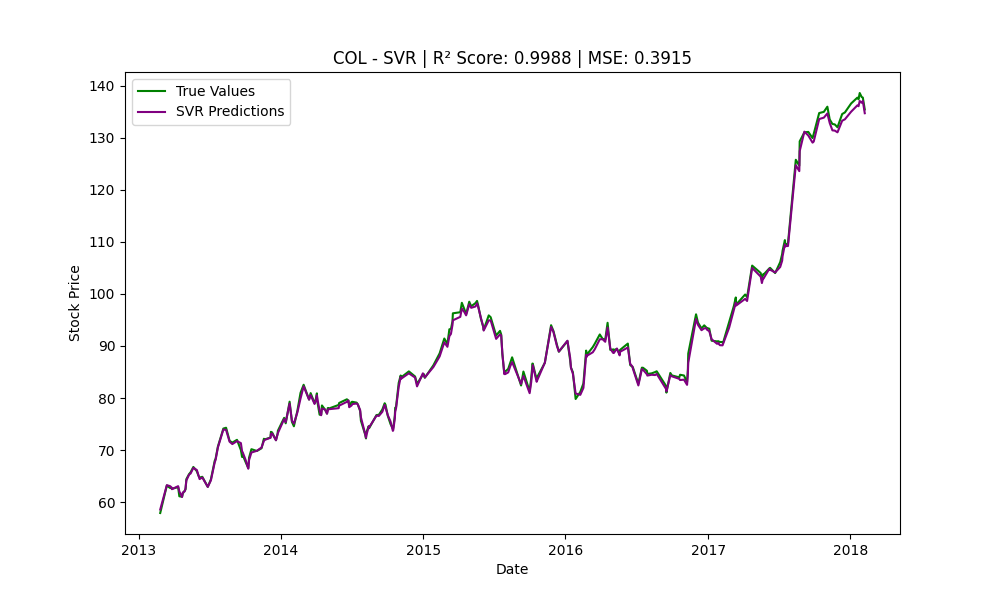 COL - SVR | R² Score: 0.9988 | MSE: 0.3915
True Values
SVR Predictions
140
130
120
110
100
90
80
70
60
Stock Price
2013 2014 2015 2016 2017 2018
Date